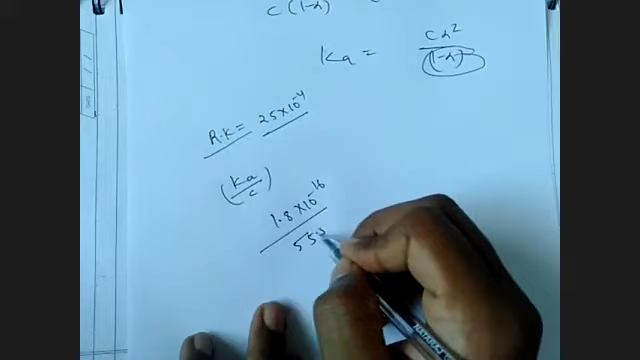 C(1-α)
Ka = Cα² / (1-α)
R.K = 25×10⁻⁴
(Ka/C)
1.8×10⁻¹⁶
55.5